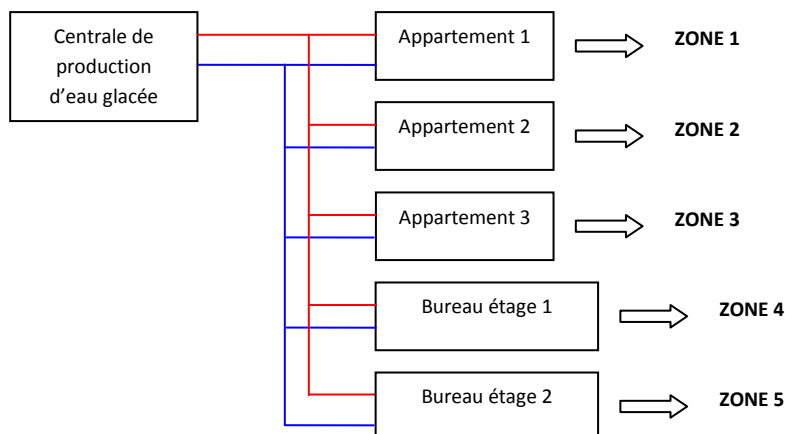 Centrale de
production
d’eau glacée
Appartement 1
ZONE 1
Appartement 2
ZONE 2
Appartement 3
ZONE 3
Bureau étage 1
ZONE 4
Bureau étage 2
ZONE 5